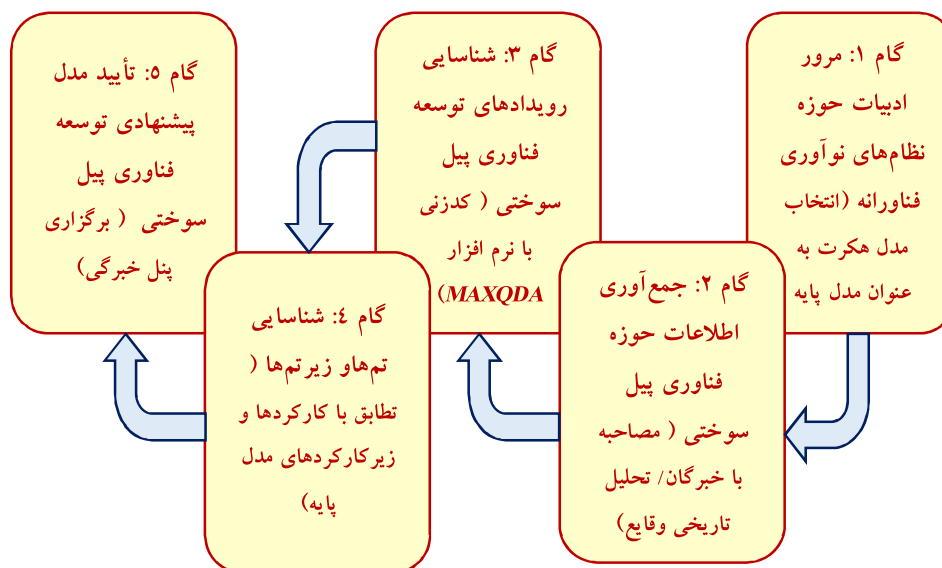 گام ۱: مرور
ادبیات حوزه
نظام‌های نوآوری
فناورانه (انتخاب
مدل هکرت به
عنوان مدل پایه
گام ۲: جمع‌آوری
اطلاعات حوزه
فناوری پیل
سوختی ( مصاحبه
با خبرگان/ تحلیل
تاریخی وقایع)
گام ۳: شناسایی
رویدادهای توسعه
فناوری پیل
سوختی ( کدزنی
با نرم افزار
MAXQDA)
گام ٤: شناسایی
تم‌هاو زیرتم‌ها (
تطابق با کارکردها و
زیرکارکردهای مدل
پایه)
گام ٥: تأیید مدل
پیشنهادی توسعه
فناوری پیل
سوختی ( برگزاری
پنل خبرگی)